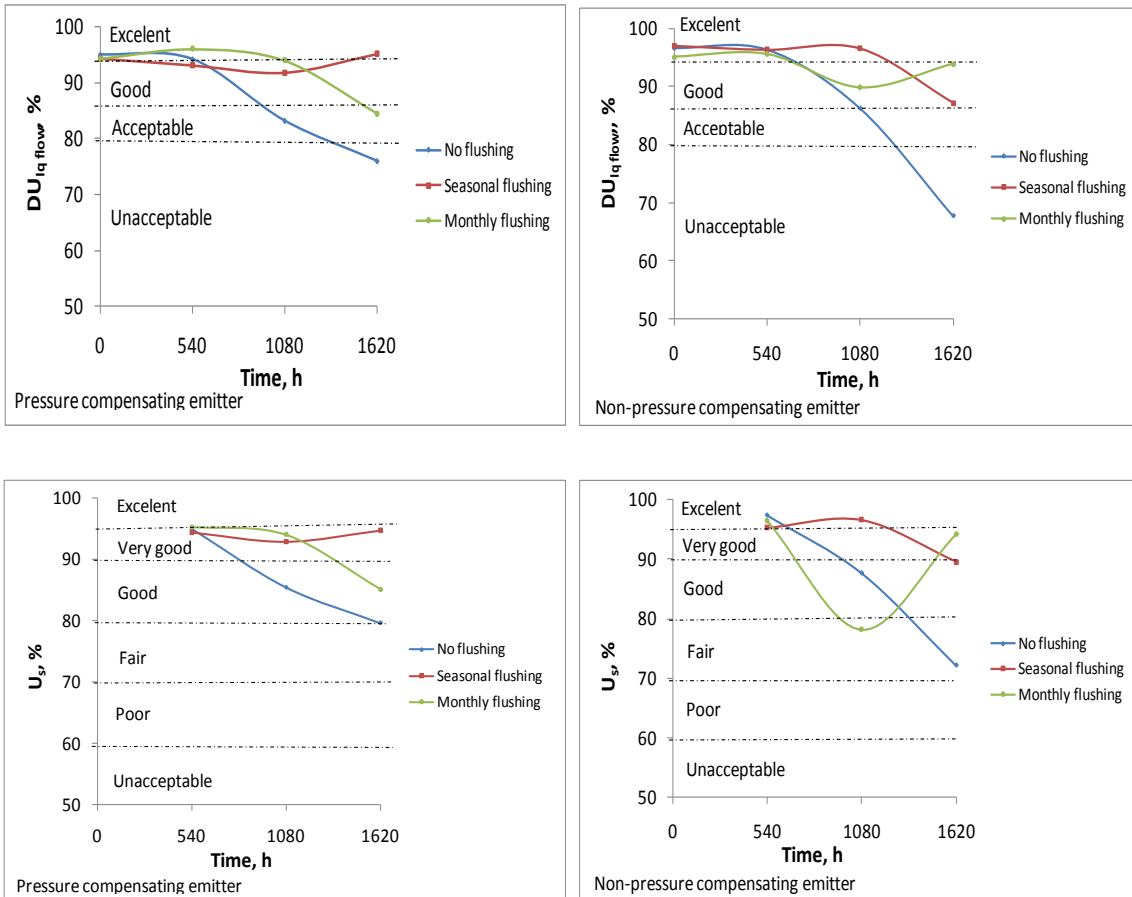 100
90
80
70
60
50
DUlq flow, %
Excelent
Good
Acceptable
Unacceptable
No flushing
Seasonal flushing
Monthly flushing
0 540 1080 1620
Time, h
Pressure compensating emitter
100
90
80
70
60
50
DUlq flow,, %
Excelent
Good
Acceptable
Unacceptable
No flushing
Seasonal flushing
Monthly flushing
0 540 1080 1620
Time, h
Non-pressure compensating emitter
100
90
80
70
60
50
Us, %
Excelent
Very good
Good
Fair
Poor
Unacceptable
No flushing
Seasonal flushing
Monthly flushing
0 540 1080 1620
Time, h
Pressure compensating emitter
100
90
80
70
60
50
Us, %
Excelent
Very good
Good
Fair
Poor
Unacceptable
No flushing
Seasonal flushing
Monthly flushing
0 540 1080 1620
Time, h
Non-pressure compensating emitter